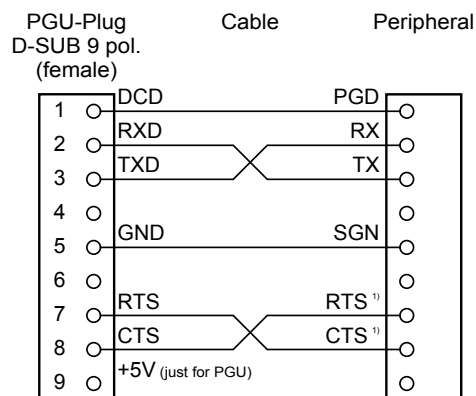 PGU-Plug Cable Peripheral
D-SUB 9 pol.
(female)
1 DCD PGD
2 RXD RX
3 TXD TX
4
5 GND SGN
6
7 RTS RTS 1)
8 CTS CTS 1)
9 +5V (just for PGU)